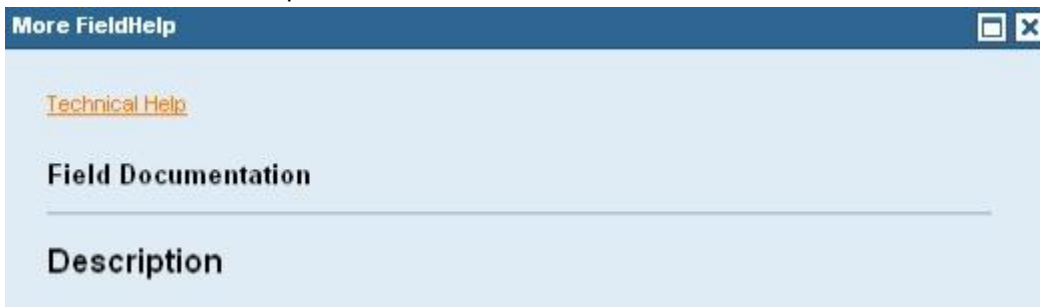 More FieldHelp
Technical Help
Field Documentation
Description